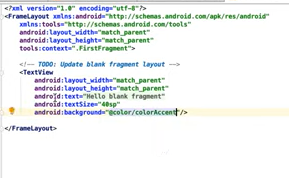 <?xml version="1.0" encoding="utf-8"?>
<FrameLayout xmlns:android="http://schemas.android.com/apk/res/android"
xmlns:tools="http://schemas.android.com/tools"
android:layout_width="match_parent"
android:layout_height="match_parent"
tools:context=".FirstFragment">
<!-- TODO: Update blank fragment layout -->
<TextView
android:layout_width="match_parent"
android:layout_height="match_parent"
android:text="Hello blank fragment"
android:textSize="40sp"
android:background="@color/colorAccent"/>
</FrameLayout>